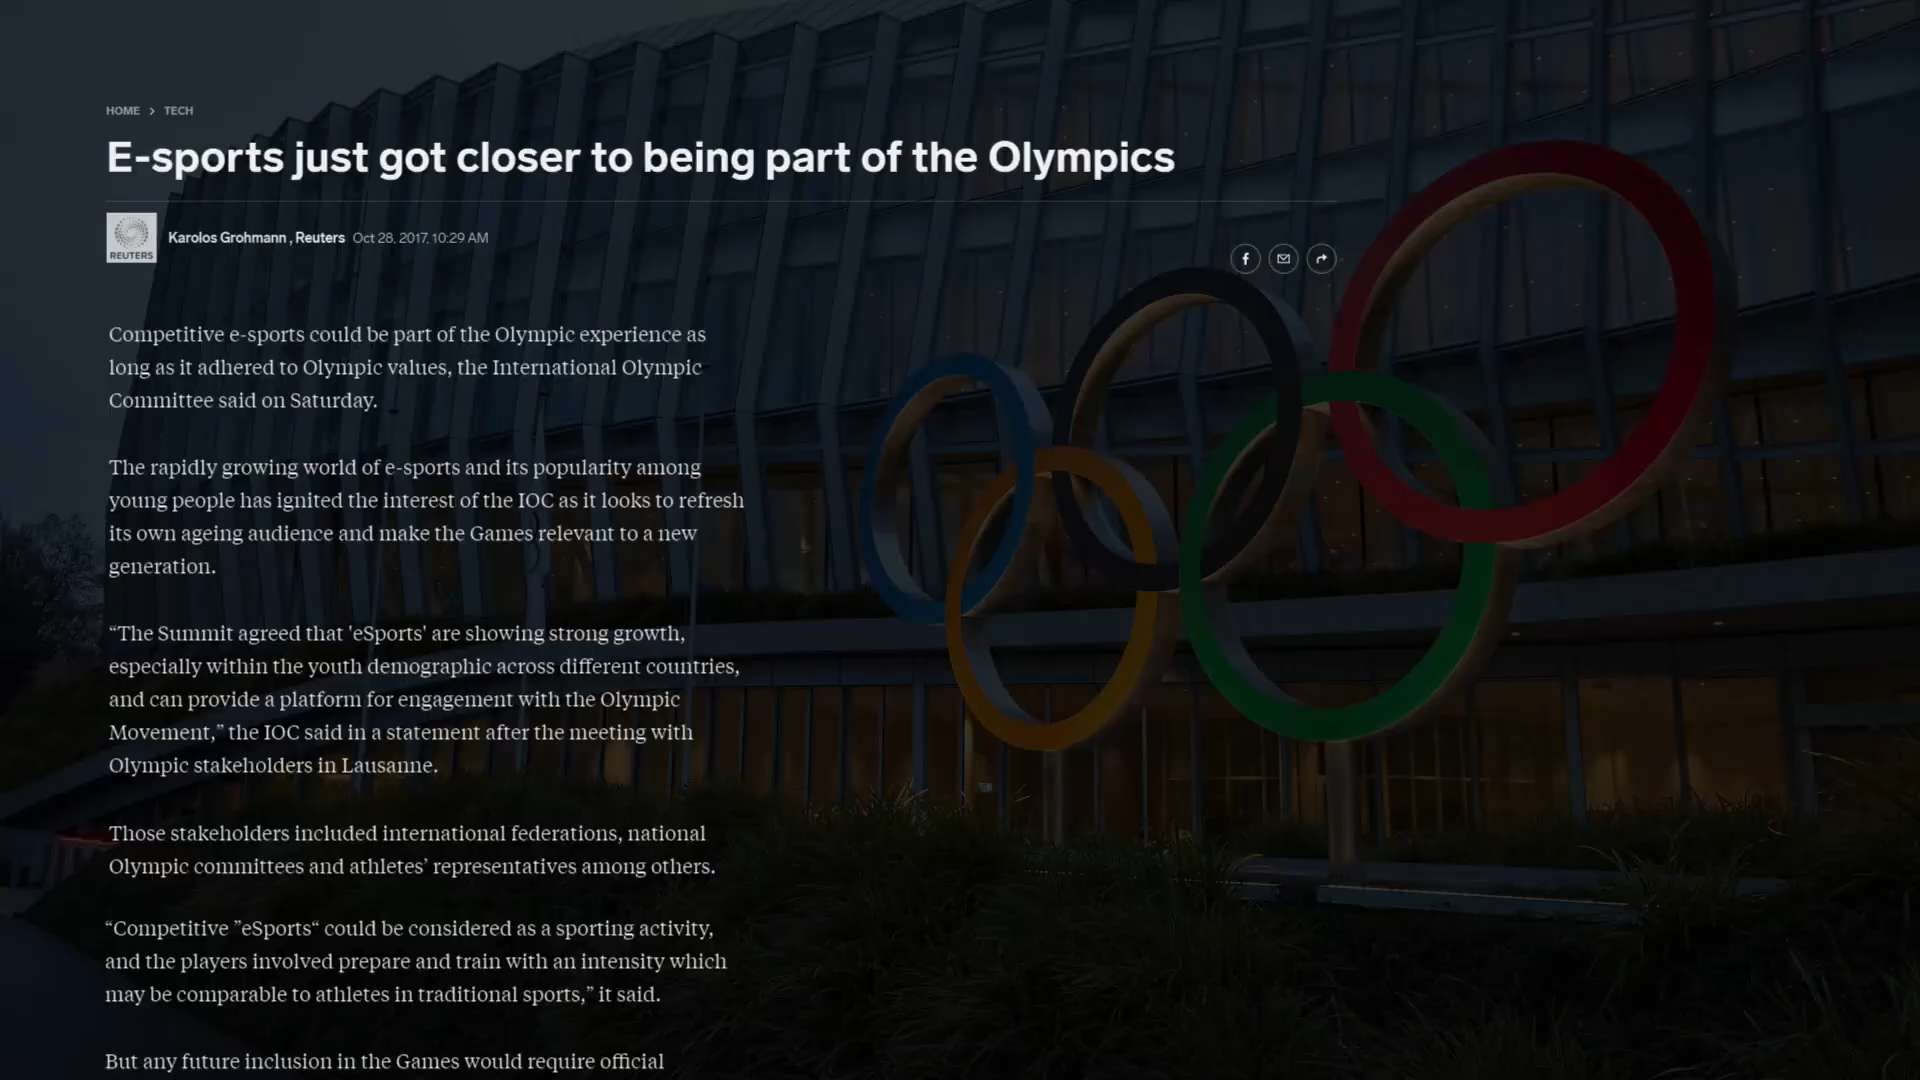 HOME > TECH
E-sports just got closer to being part of the Olympics
REUTERS
Karolos Grohmann , Reuters Oct 28, 2017, 10:29 AM
Competitive e-sports could be part of the Olympic experience as
long as it adhered to Olympic values, the International Olympic
Committee said on Saturday.
The rapidly growing world of e-sports and its popularity among
young people has ignited the interest of the IOC as it looks to refresh
its own ageing audience and make the Games relevant to a new
generation.
“The Summit agreed that 'eSports' are showing strong growth,
especially within the youth demographic across different countries,
and can provide a platform for engagement with the Olympic
Movement,” the IOC said in a statement after the meeting with
Olympic stakeholders in Lausanne.
Those stakeholders included international federations, national
Olympic committees and athletes’ representatives among others.
“Competitive ”eSports“ could be considered as a sporting activity,
and the players involved prepare and train with an intensity which
may be comparable to athletes in traditional sports,” it said.
But any future inclusion in the Games would require official